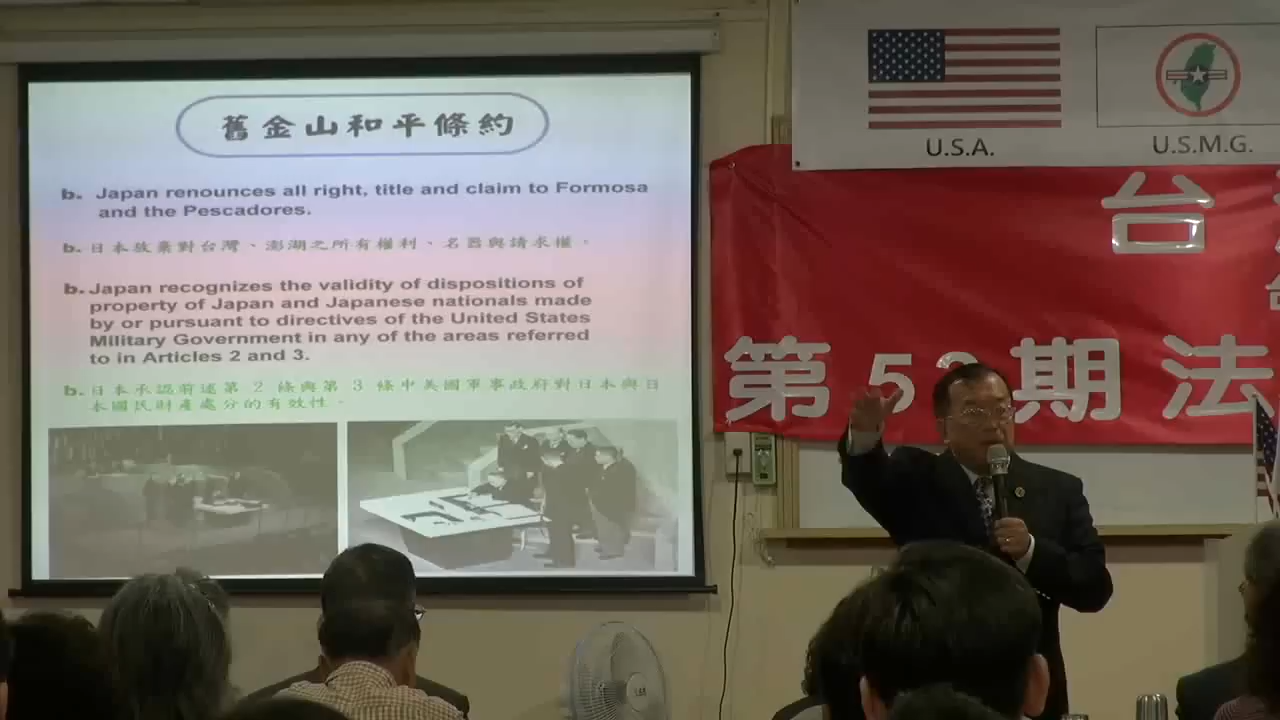 舊金山和平條約
b. Japan renounces all right, title and claim to Formosa
and the Pescadores.
b. 日本放棄對台灣、澎湖之所有權利、名器與請求權。
b. Japan recognizes the validity of dispositions of
property of Japan and Japanese nationals made
by or pursuant to directives of the United States
Military Government in any of the areas referred
to in Articles 2 and 3.
b. 日本承認前述第 2 條與第 3 條中美國軍事政府對日本與日
本國民財產處分的有效性。
U.S.A.
U.S.M.G.
台
第 53 期 法